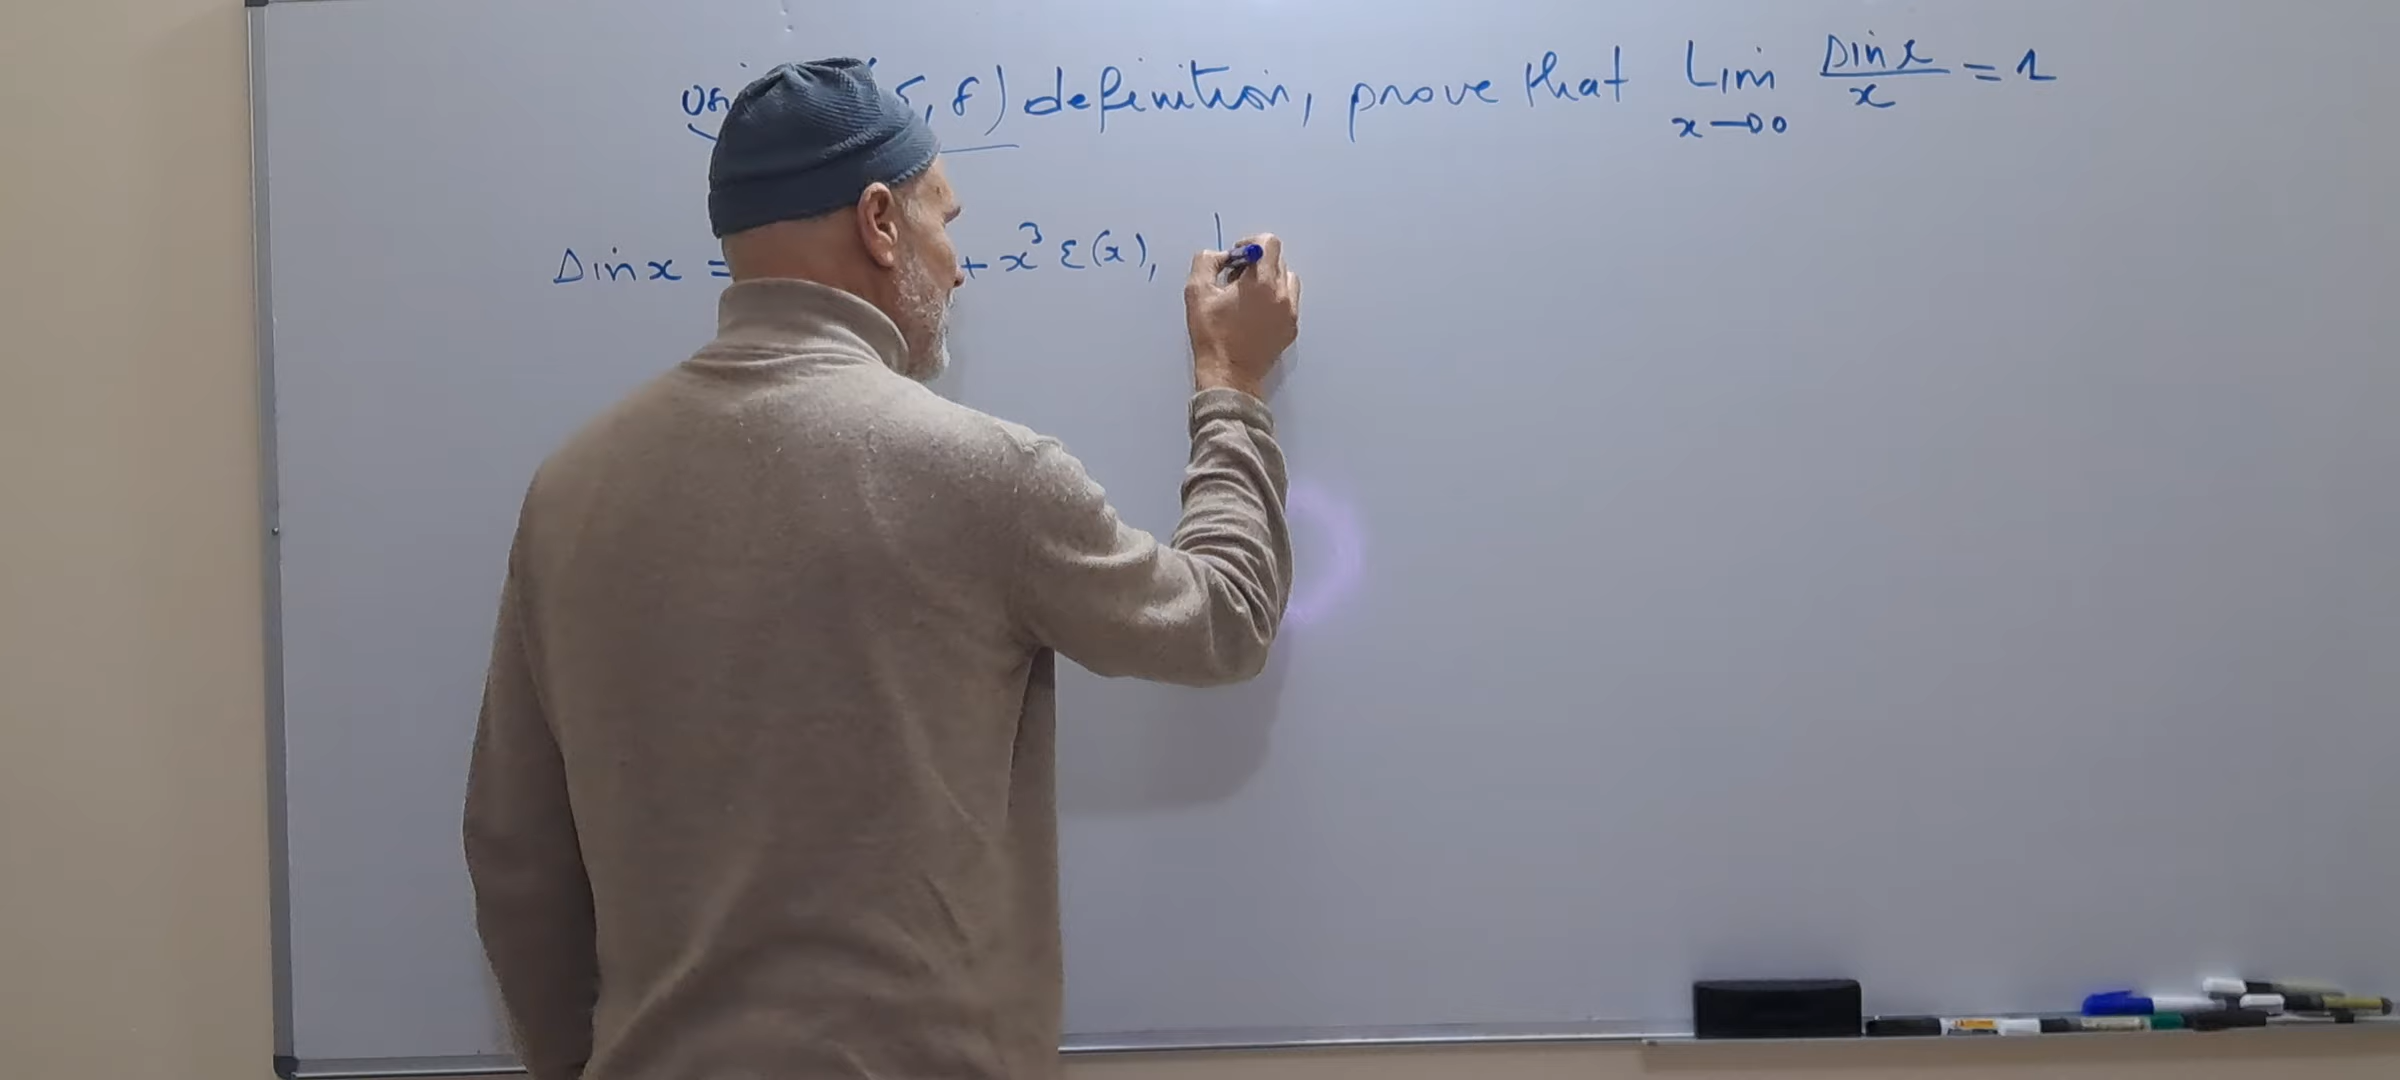 , δ) definition, prove that lim x→0 sin x / x = 1
sin x = + x³ ε(x),